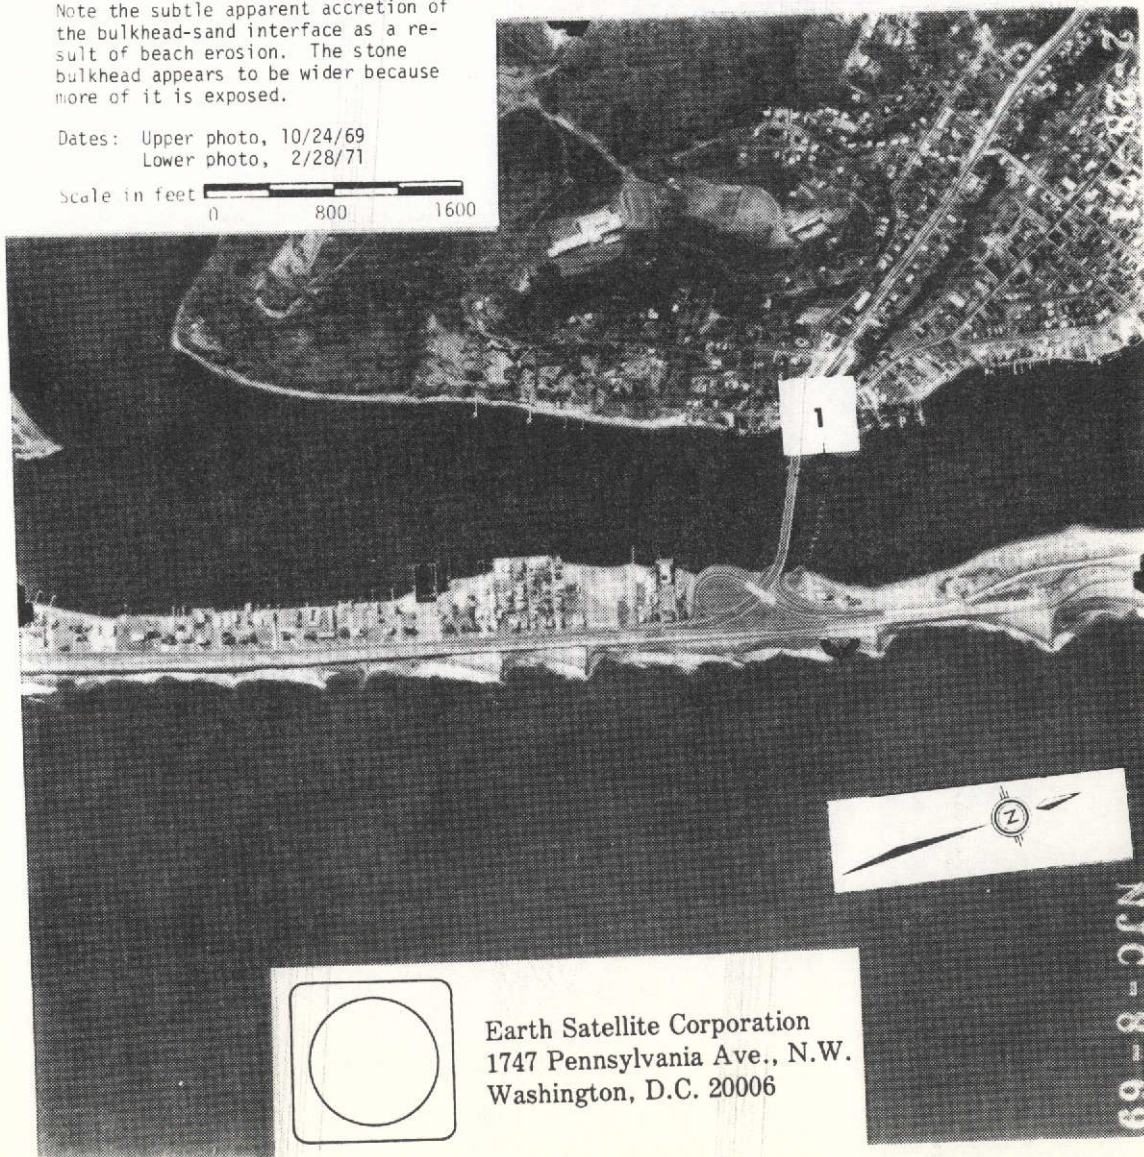 Note the subtle apparent accretion of
the bulkhead-sand interface as a re-
sult of beach erosion. The stone
bulkhead appears to be wider because
more of it is exposed.
Dates: Upper photo, 10/24/69
Lower photo, 2/28/71
Scale in feet
0 800 1600
1
N
NJC-8-69
Earth Satellite Corporation
1747 Pennsylvania Ave., N.W.
Washington, D.C. 20006